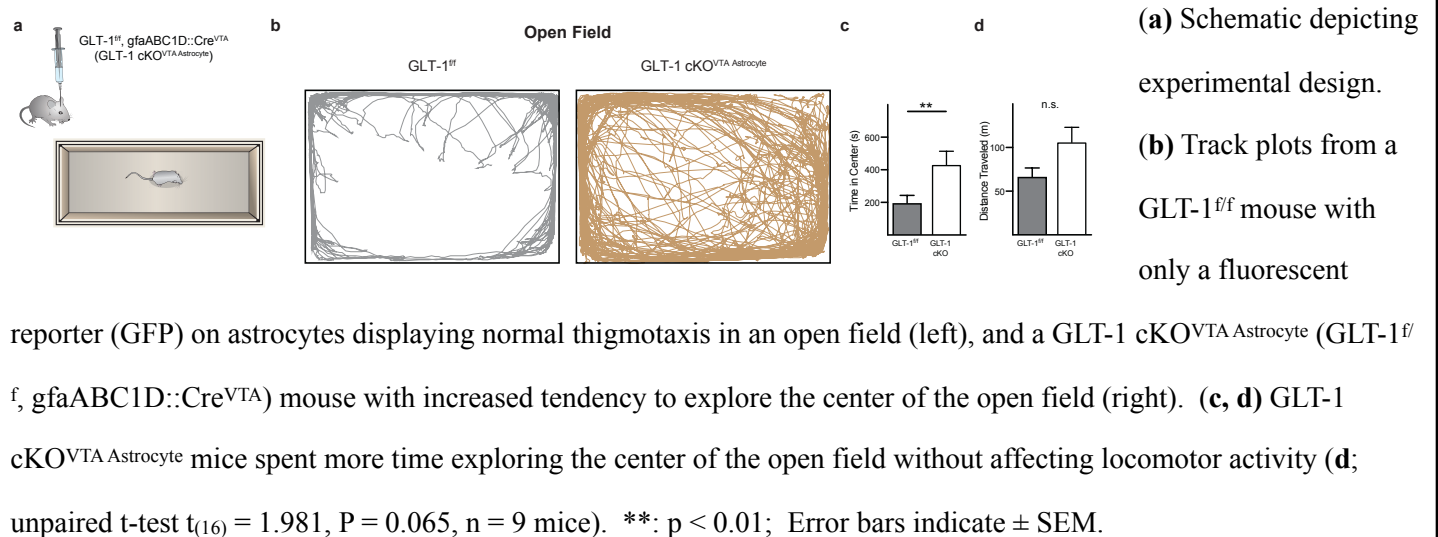 a
GLT-1f/f, gfaABC1D::CreVTA
(GLT-1 cKOVTA Astrocyte)
b
Open Field
GLT-1f/f
GLT-1 cKOVTA Astrocyte
c
**
Time in Center (s)
600
400
200
GLT-1f/f
GLT-1
cKO
d
n.s.
Distance Traveled (m)
100
50
GLT-1f/f
GLT-1
cKO
(a) Schematic depicting
experimental design.
(b) Track plots from a
GLT-1f/f mouse with
only a fluorescent
reporter (GFP) on astrocytes displaying normal thigmotaxis in an open field (left), and a GLT-1 cKOVTA Astrocyte (GLT-1f/
f, gfaABC1D::CreVTA) mouse with increased tendency to explore the center of the open field (right). (c, d) GLT-1
cKOVTA Astrocyte mice spent more time exploring the center of the open field without affecting locomotor activity (d;
unpaired t-test t(16) = 1.981, P = 0.065, n = 9 mice). **: p < 0.01; Error bars indicate ± SEM.